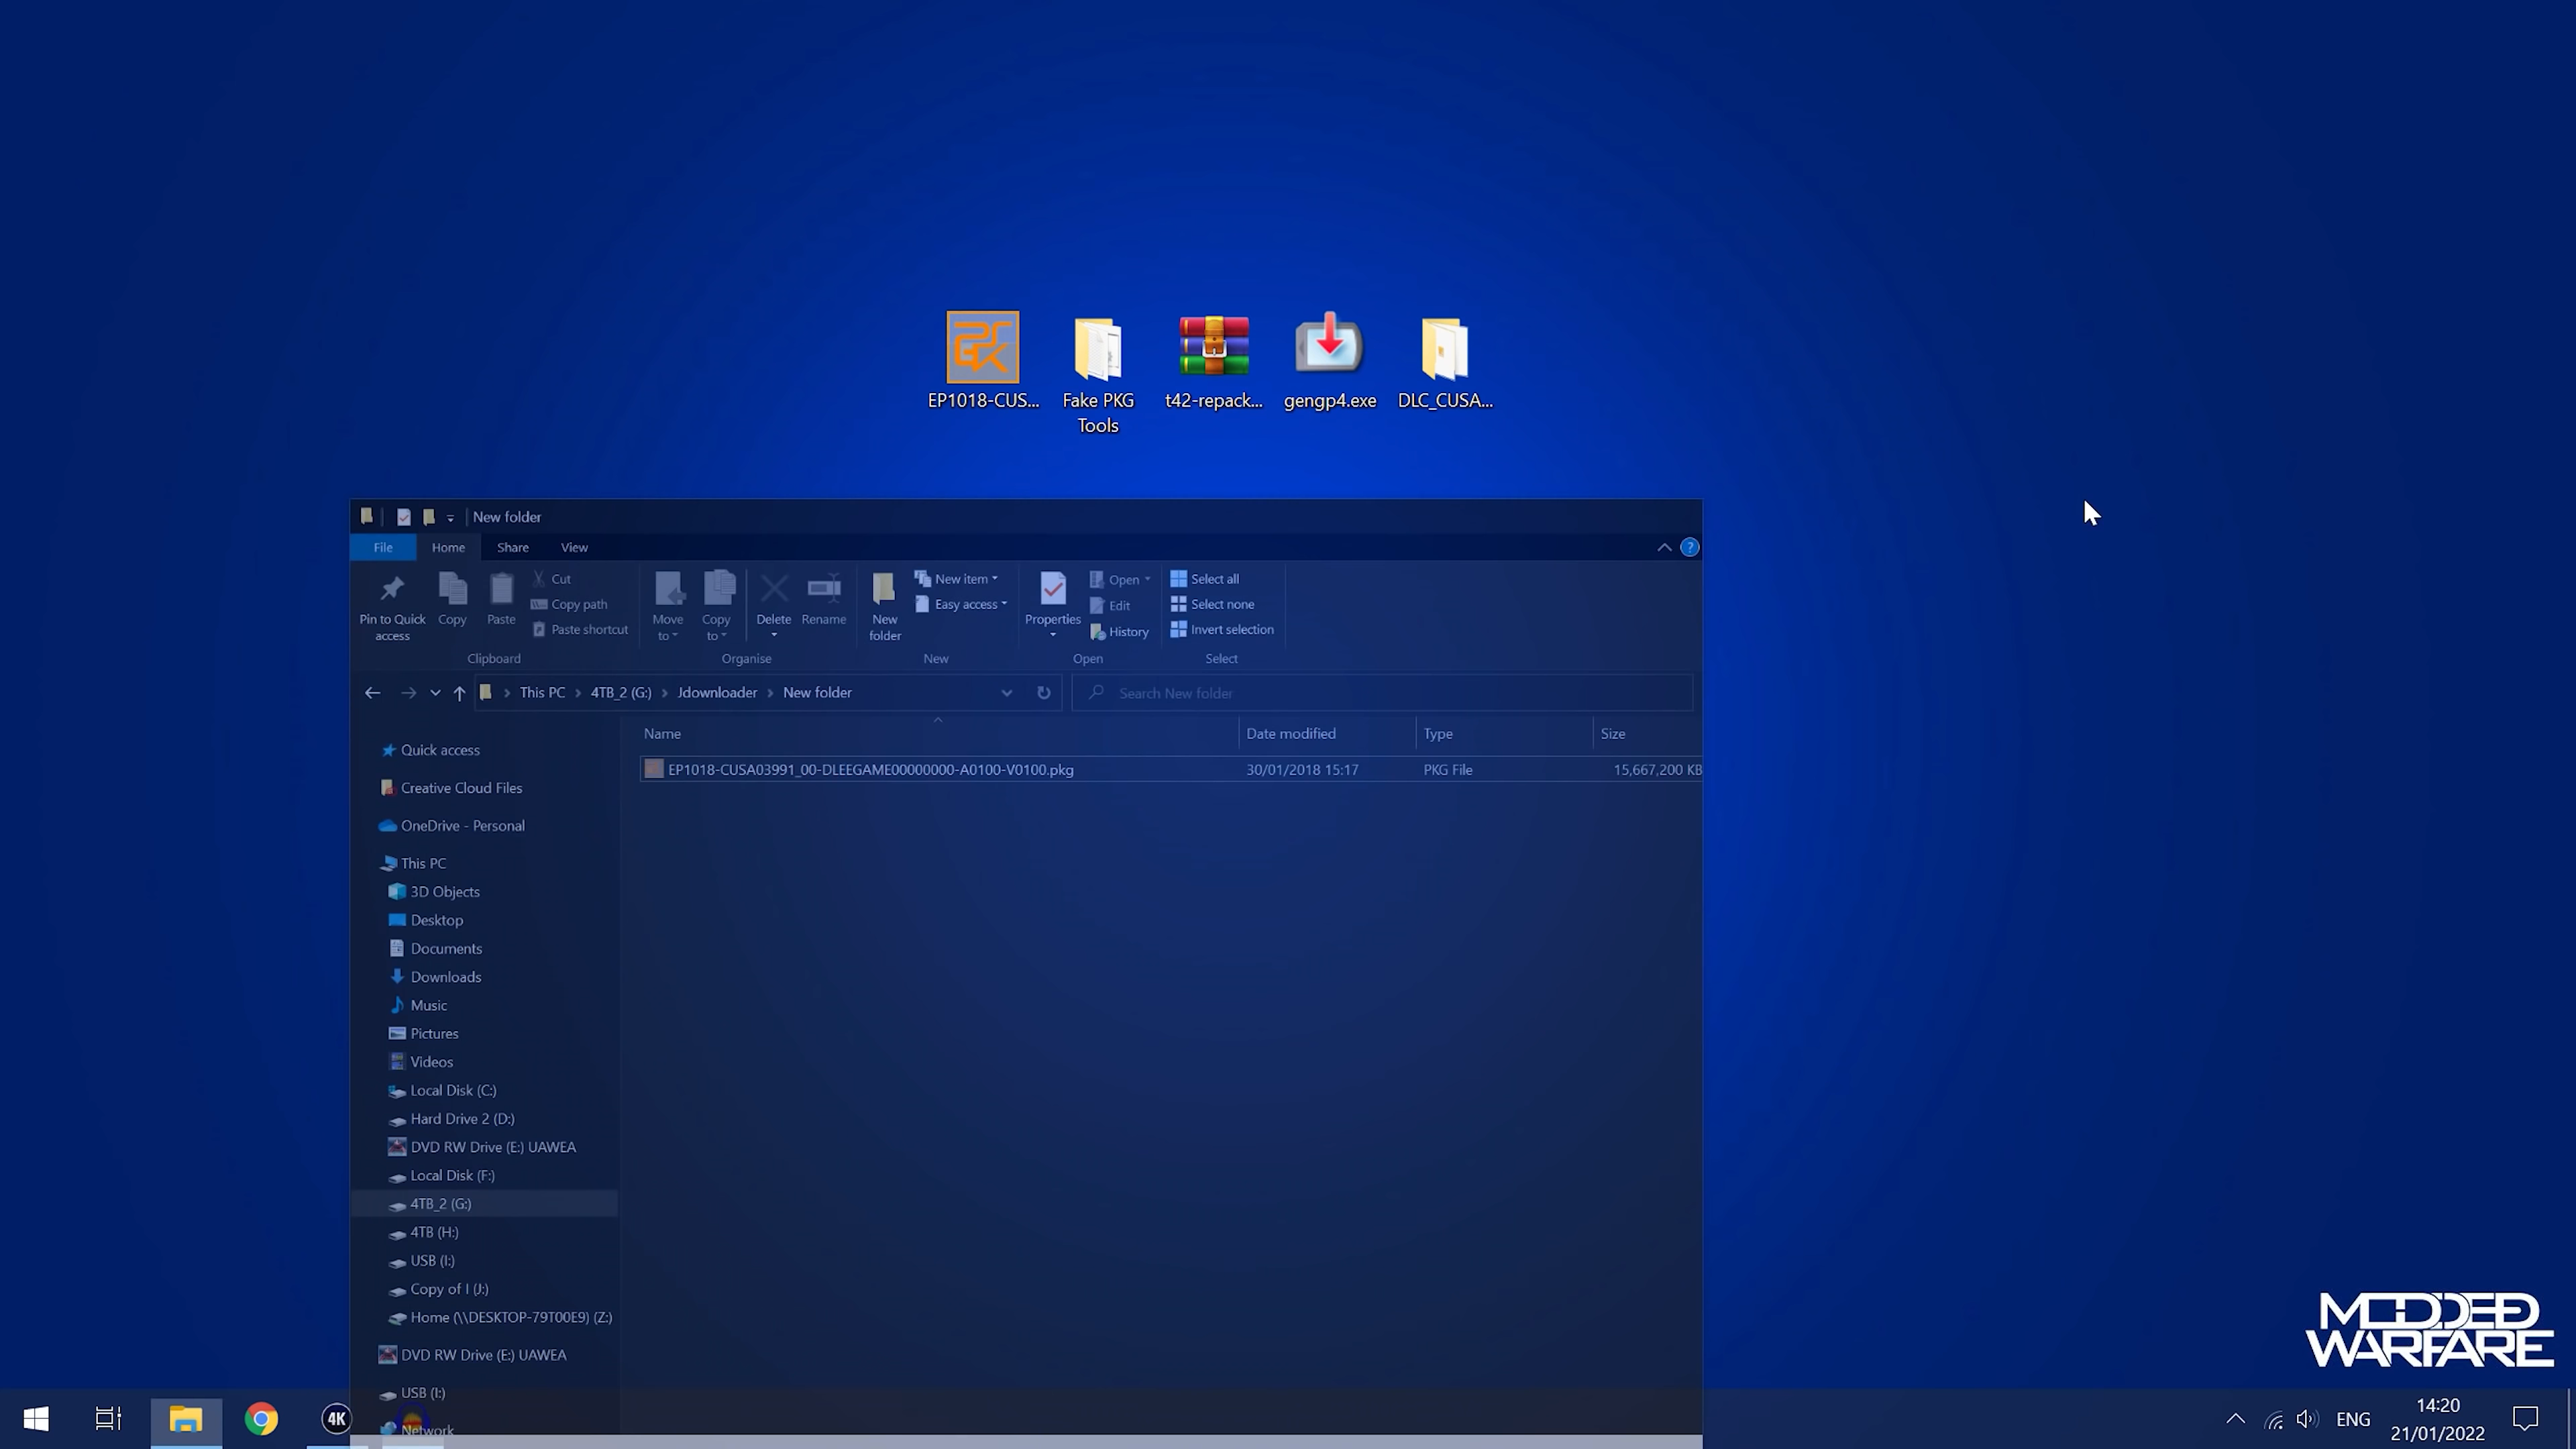 EP1018-CUS...
Fake PKG
Tools
t42-repack...
gengp4.exe
DLC_CUSA...
New folder
File
Home
Share
View
?
Pin to Quick
access
Copy
Paste
Cut
Copy path
Paste shortcut
Clipboard
Move
to
Copy
to
Delete
Rename
Organise
New
folder
New item
Easy access
New
Properties
Open
Edit
History
Open
Select all
Select none
Invert selection
Select
This PC
4TB_2 (G:)
Jdownloader
New folder
Search New folder
Name
Date modified
Type
Size
EP1018-CUSA03991_00-DLEEGAME00000000-A0100-V0100.pkg
30/01/2018 15:17
PKG File
15,667,200 KB
Quick access
Creative Cloud Files
OneDrive - Personal
This PC
3D Objects
Desktop
Documents
Downloads
Music
Pictures
Videos
Local Disk (C:)
Hard Drive 2 (D:)
DVD RW Drive (E:) UAWEA
Local Disk (F:)
4TB_2 (G:)
4TB (H:)
USB (I:)
Copy of I (J:)
Home (\\DESKTOP-79T00E9) (Z:)
DVD RW Drive (E:) UAWEA
USB (I:)
Network
4K
MODDED
WARFARE
ENG
14:20
21/01/2022